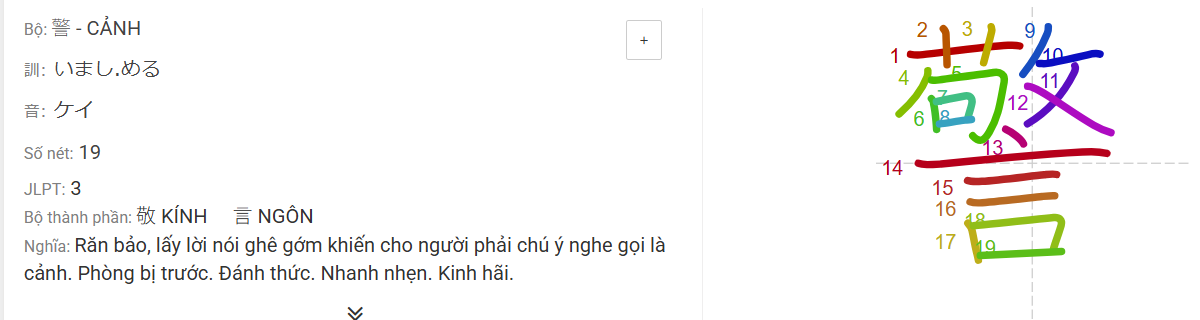 Bộ: 警 - CẢNH
+
訓: いまし.める
音: ケイ
Số nét: 19
JLPT: 3
Bộ thành phần: 敬 KÍNH 言 NGÔN
Nghĩa: Răn bảo, lấy lời nói ghê gớm khiến cho người phải chú ý nghe gọi là
cảnh. Phòng bị trước. Đánh thức. Nhanh nhẹn. Kinh hãi.
警
1
2
3
4
5
6
7
8
9
10
11
12
13
14
15
16
17
18
19